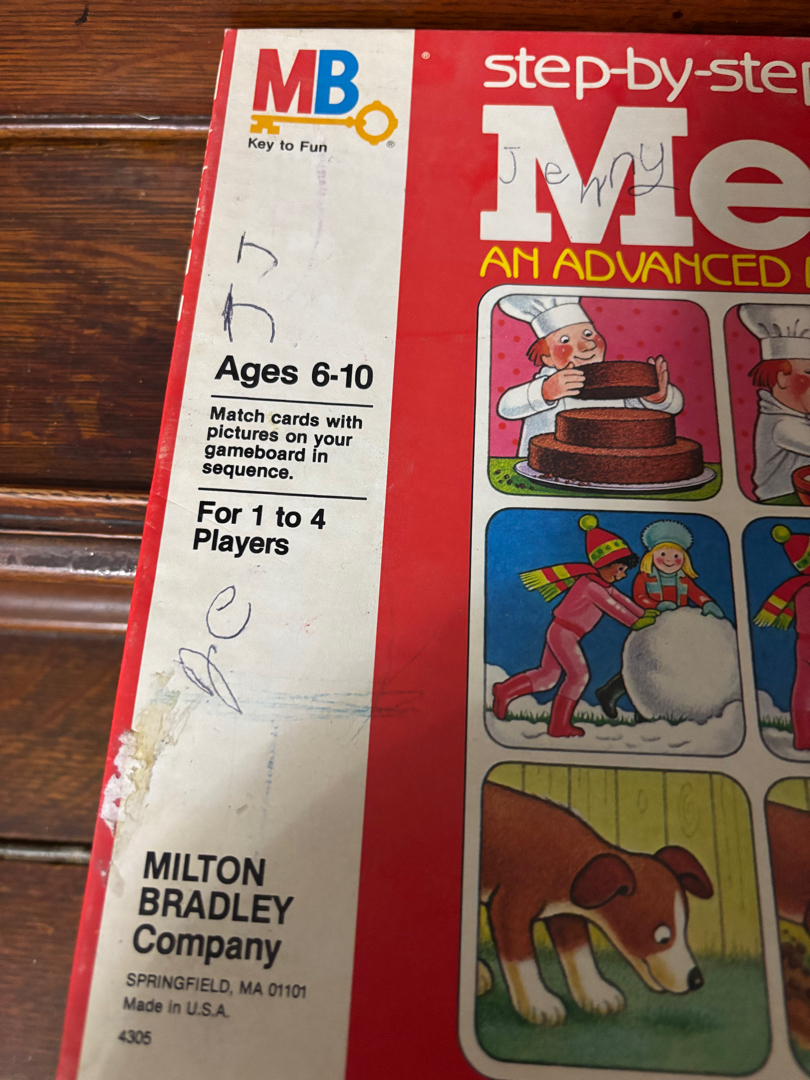 MB
®
Key to Fun
®
step-by-step
Me
Jenny
AN ADVANCED
J J
Ages 6-10
Match cards with
pictures on your
gameboard in
sequence.
For 1 to 4
Players
MILTON
BRADLEY
Company
SPRINGFIELD, MA 01101
Made in U.S.A.
4305